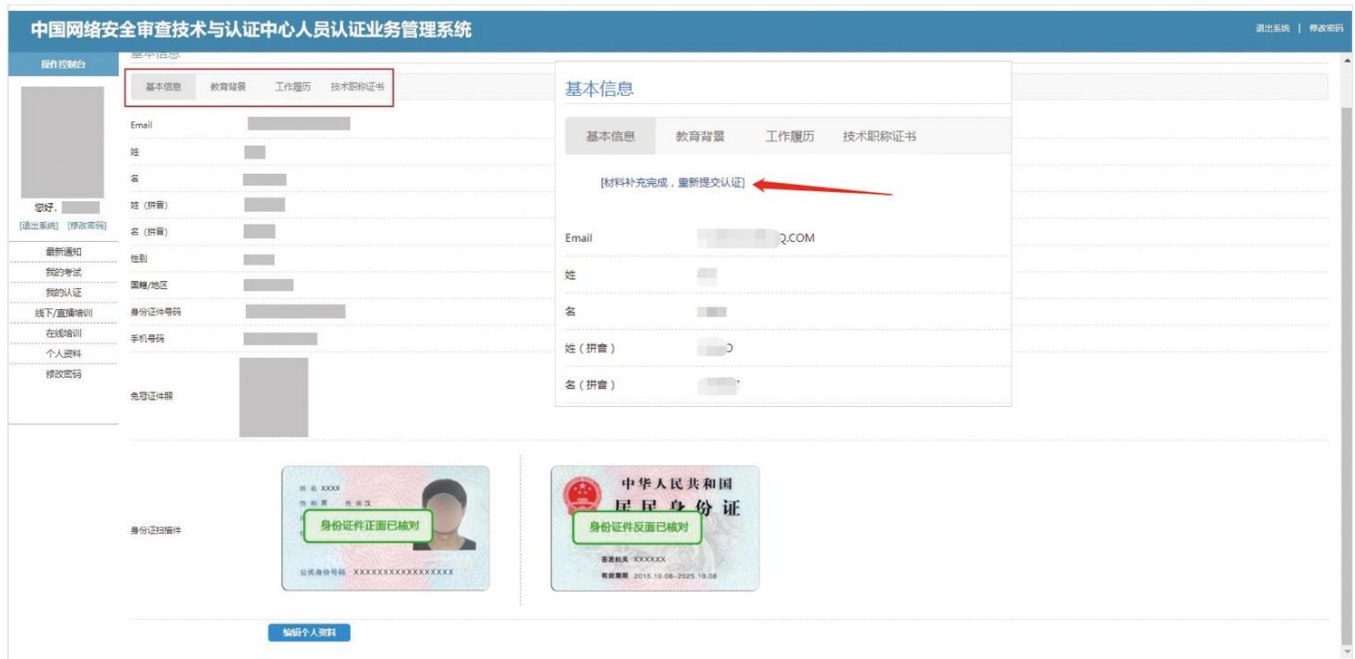 中国网络安全审查技术与认证中心人员认证业务管理系统
退出系统 | 修改密码
操作控制台
基本信息
基本信息 教育背景 工作履历 技术职称证书
Email
姓
名
姓（拼音）
名（拼音）
性别
国籍/地区
身份证件号码
手机号码
免冠证件照
身份证扫描件
您好，
[退出系统] [修改密码]
最新通知
我的考试
我的认证
线下/直播培训
在线培训
个人资料
修改密码
基本信息
基本信息 教育背景 工作履历 技术职称证书
[材料补充完成，重新提交认证]
Email Q.COM
姓
名
姓（拼音）
名（拼音）
姓名 XXXX
身份证件正面已核对
公民身份号码 XXXXXXXXXXXXXXXXX
中华人民共和国
居民身份证
身份证件反面已核对
签发机关 XXXXXX
有效期限 2015.10.08-2025.10.08
编辑个人资料